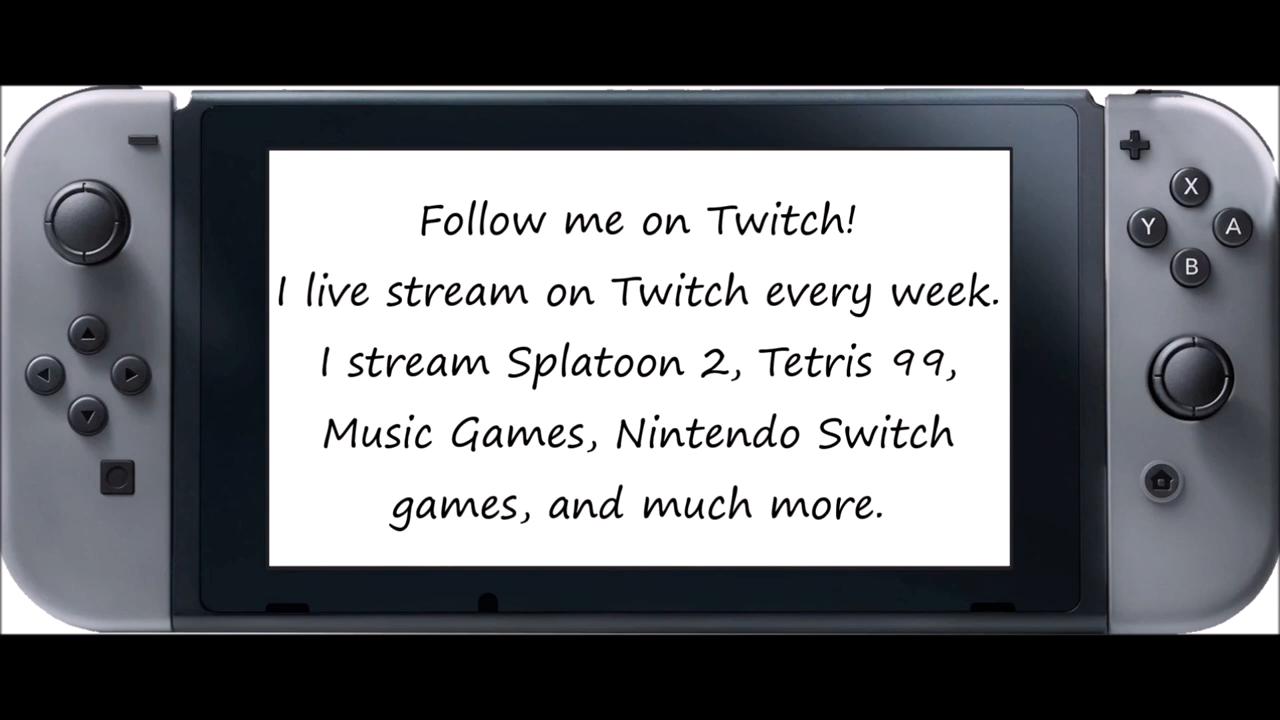 Follow me on Twitch!
I live stream on Twitch every week.
I stream Splatoon 2, Tetris 99,
Music Games, Nintendo Switch
games, and much more.
X
Y A
B